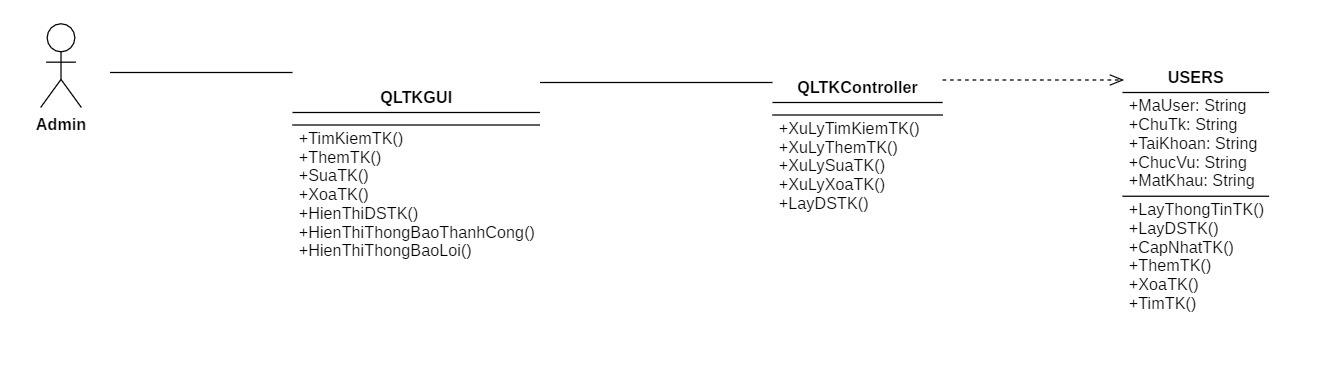 Admin
QLTKGUI
+TimKiemTK()
+ThemTK()
+SuaTK()
+XoaTK()
+HienThiDSTK()
+HienThiThongBaoThanhCong()
+HienThiThongBaoLoi()
QLTKController
+XuLyTimKiemTK()
+XuLyThemTK()
+XuLySuaTK()
+XuLyXoaTK()
+LayDSTK()
USERS
+MaUser: String
+ChuTk: String
+TaiKhoan: String
+ChucVu: String
+MatKhau: String
+LayThongTinTK()
+LayDSTK()
+CapNhatTK()
+ThemTK()
+XoaTK()
+TimTK()